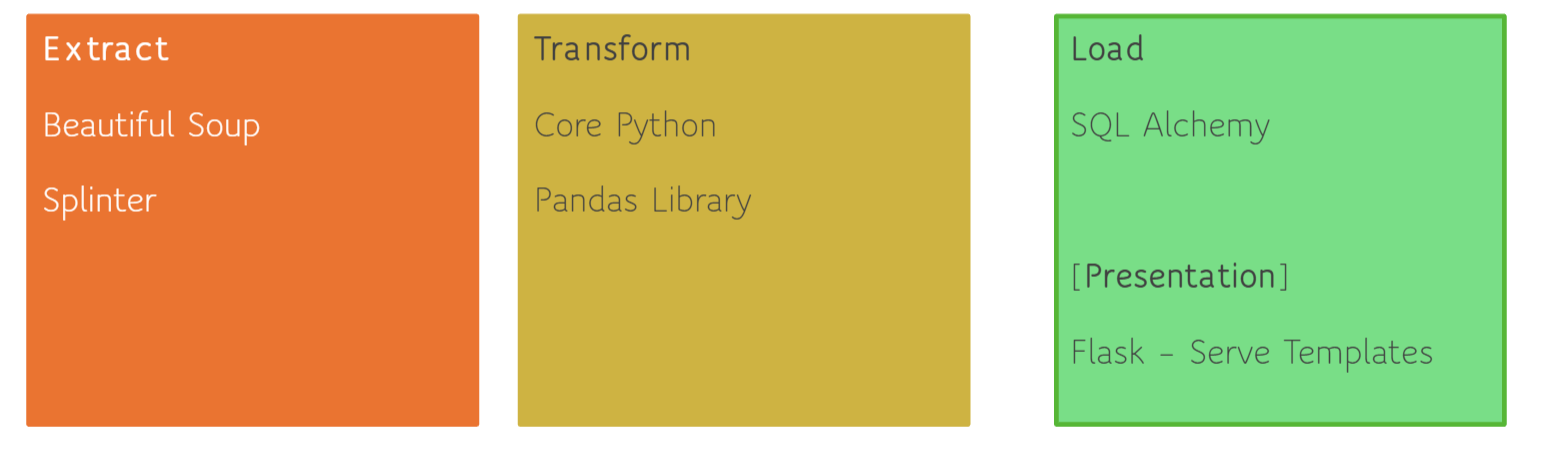 Extract
Beautiful Soup
Splinter
Transform
Core Python
Pandas Library
Load
SQL Alchemy
[Presentation]
Flask - Serve Templates